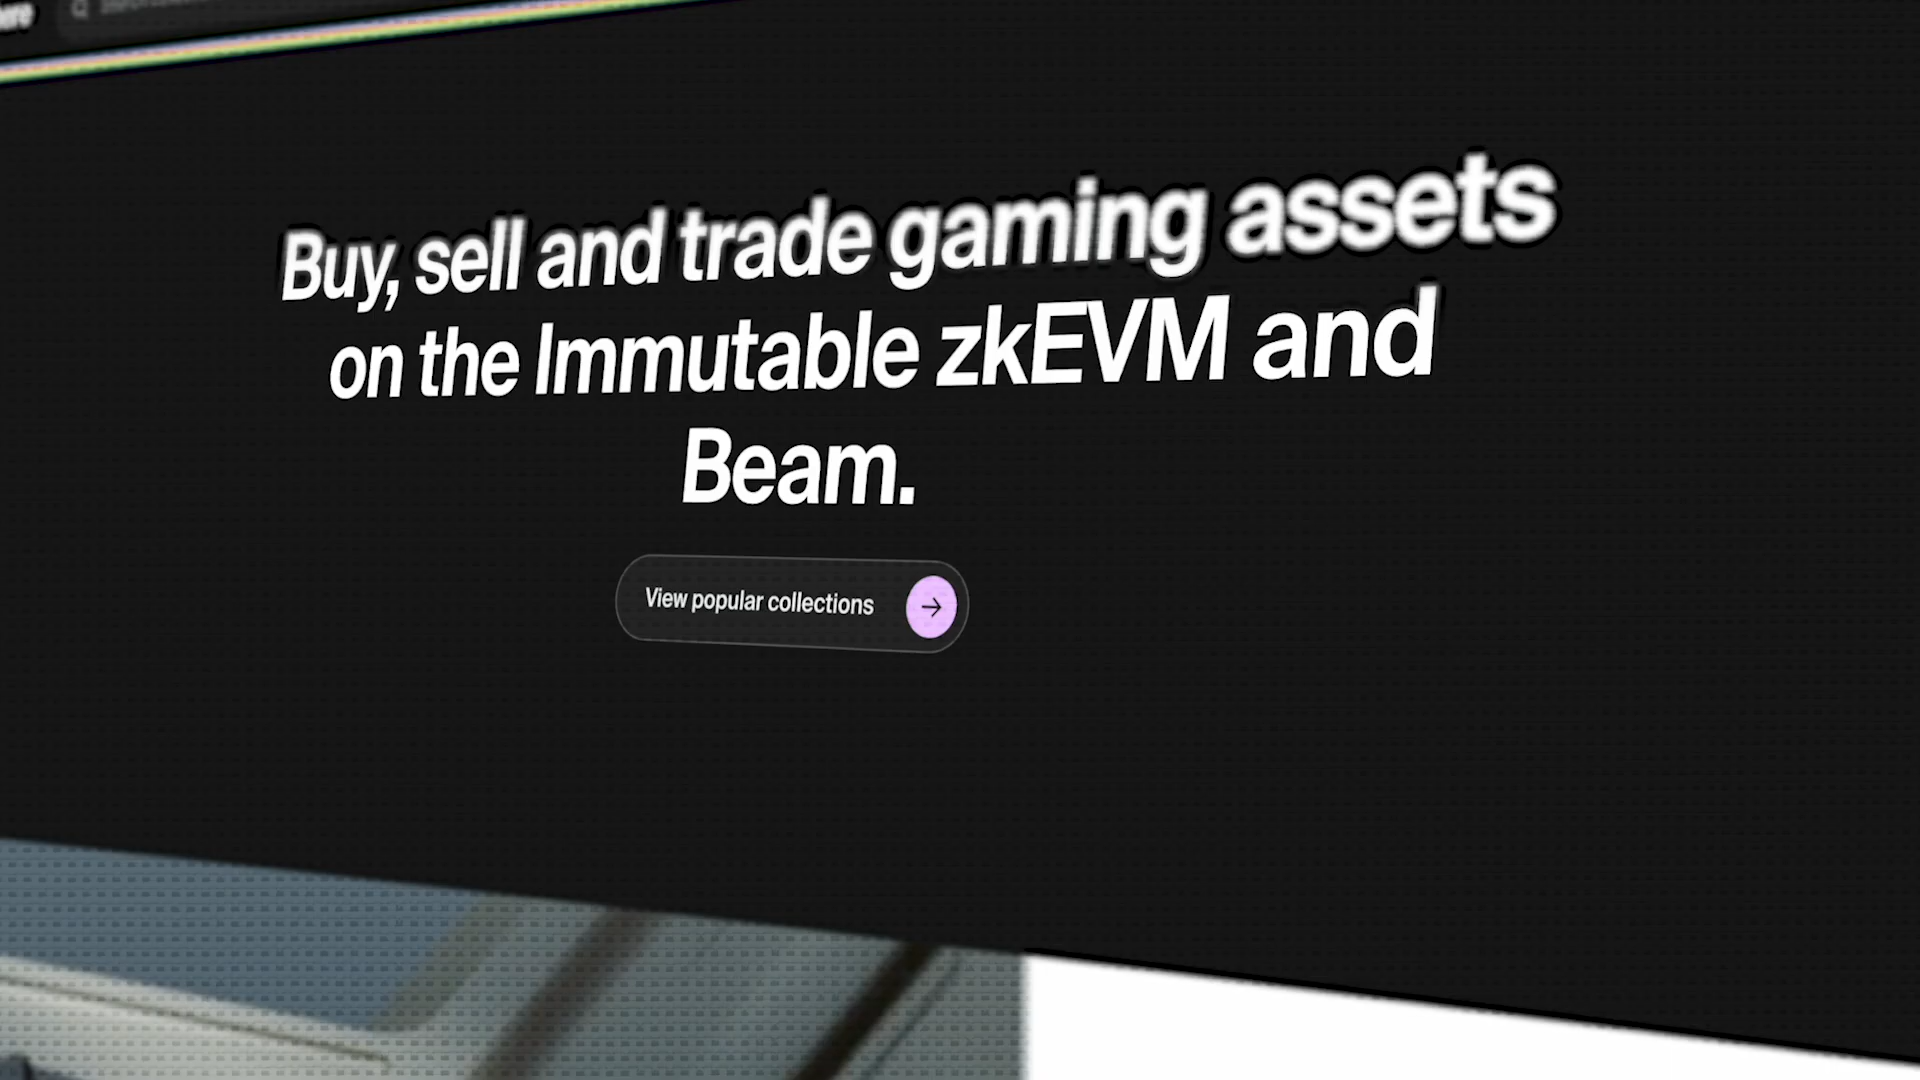 Buy, sell and trade gaming assets
on the Immutable zkEVM and
Beam.
View popular collections